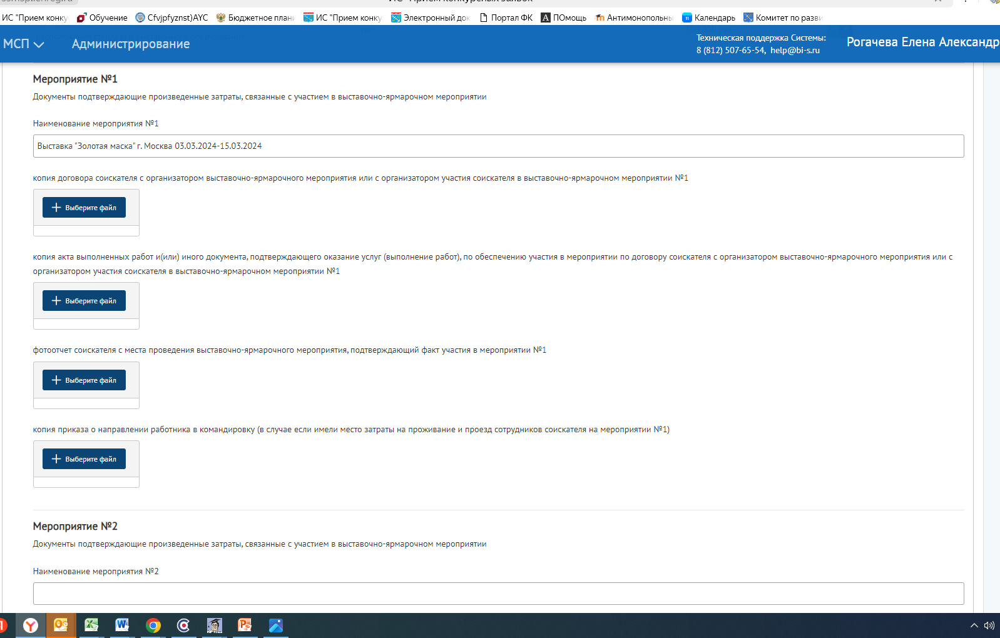 ИС "Прием конку
Обучение
Cfvjpfyznst)AYC
Бюджетное плани
ИС "Прием конку
Электронный док
Портал ФК
ПОмощь
Антимонопольны
Календарь
Комитет по разви
МСП
Администрирование
Техническая поддержка Системы:
8 (812) 507-65-54, help@bi-s.ru
Рогачева Елена Александр
Мероприятие №1
Документы подтверждающие произведенные затраты, связанные с участием в выставочно-ярмарочном мероприятии
Наименование мероприятия №1
Выставка "Золотая маска" г. Москва 03.03.2024-15.03.2024
копия договора соискателя с организатором выставочно-ярмарочного мероприятия или с организатором участия соискателя в выставочно-ярмарочном мероприятии №1
Выберите файл
копия акта выполненных работ и(или) иного документа, подтверждающего оказание услуг (выполнение работ), по обеспечению участия в мероприятии по договору соискателя с организатором выставочно-ярмарочного мероприятия или с
организатором участия соискателя в выставочно-ярмарочном мероприятии №1
Выберите файл
фотоотчет соискателя с места проведения выставочно-ярмарочного мероприятия, подтверждающий факт участия в мероприятии №1
Выберите файл
копия приказа о направлении работника в командировку (в случае если имели место затраты на проживание и проезд сотрудников соискателя на мероприятии №1)
Выберите файл
Мероприятие №2
Документы подтверждающие произведенные затраты, связанные с участием в выставочно-ярмарочном мероприятии
Наименование мероприятия №2